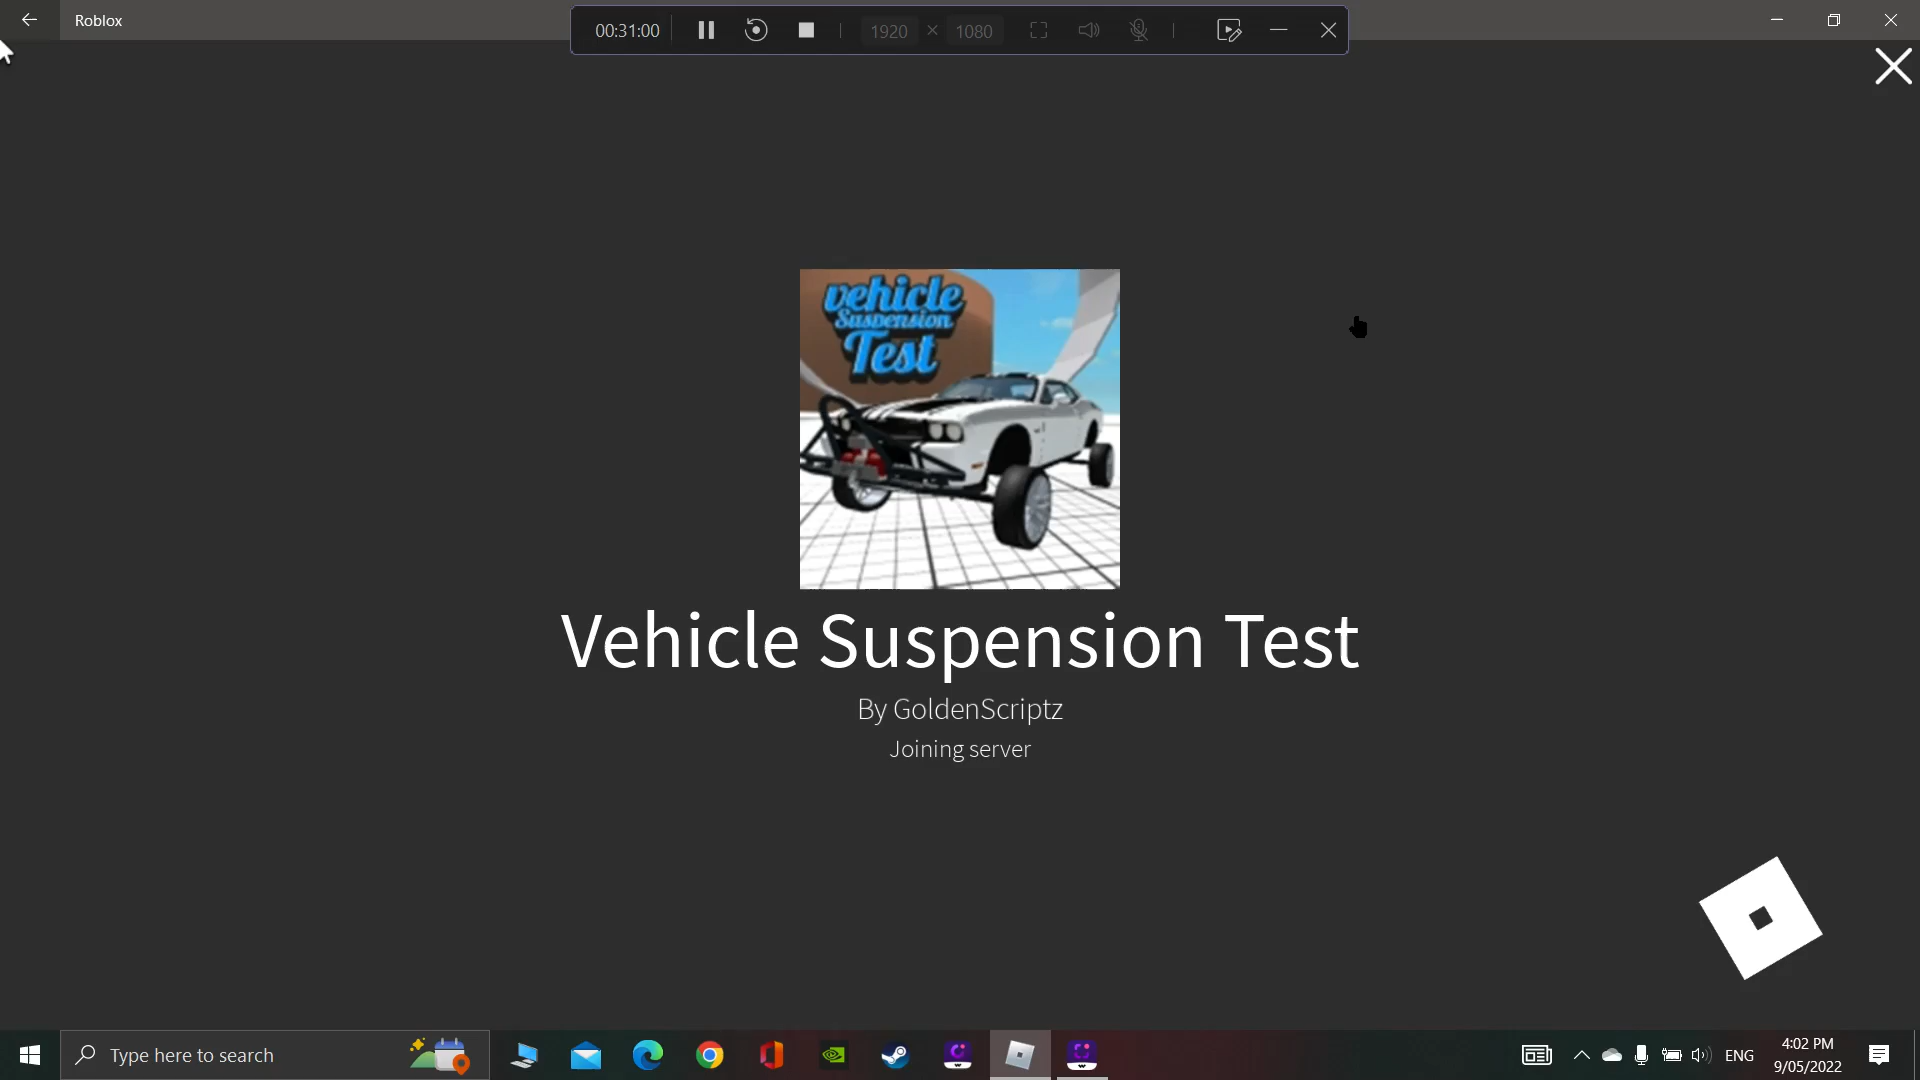 Roblox
00:31:00
1920 × 1080
vehicle
Suspension
Test
Vehicle Suspension Test
By GoldenScriptz
Joining server
Type here to search
ENG
4:02 PM
9/05/2022